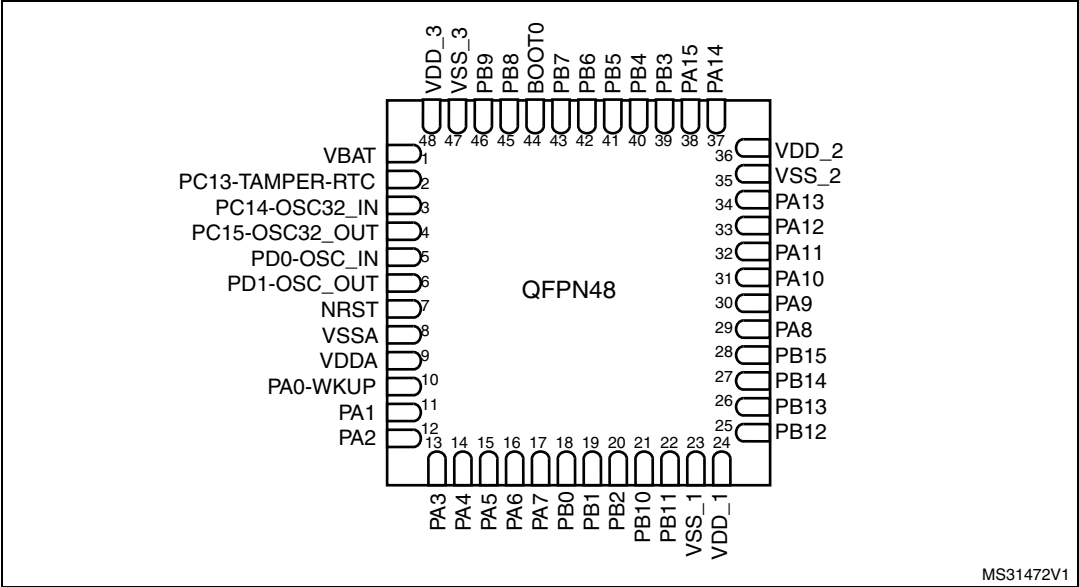 VDD_3
VSS_3
PB9
PB8
BOOT0
PB7
PB6
PB5
PB4
PB3
PA15
PA14
48 47 46 45 44 43 42 41 40 39 38 37
VBAT 1
PC13-TAMPER-RTC 2
PC14-OSC32_IN 3
PC15-OSC32_OUT 4
PD0-OSC_IN 5
PD1-OSC_OUT 6
NRST 7
VSSA 8
VDDA 9
PA0-WKUP 10
PA1 11
PA2 12
QFPN48
36 VDD_2
35 VSS_2
34 PA13
33 PA12
32 PA11
31 PA10
30 PA9
29 PA8
28 PB15
27 PB14
26 PB13
25 PB12
13 14 15 16 17 18 19 20 21 22 23 24
PA3
PA4
PA5
PA6
PA7
PB0
PB1
PB2
PB10
PB11
VSS_1
VDD_1
MS31472V1